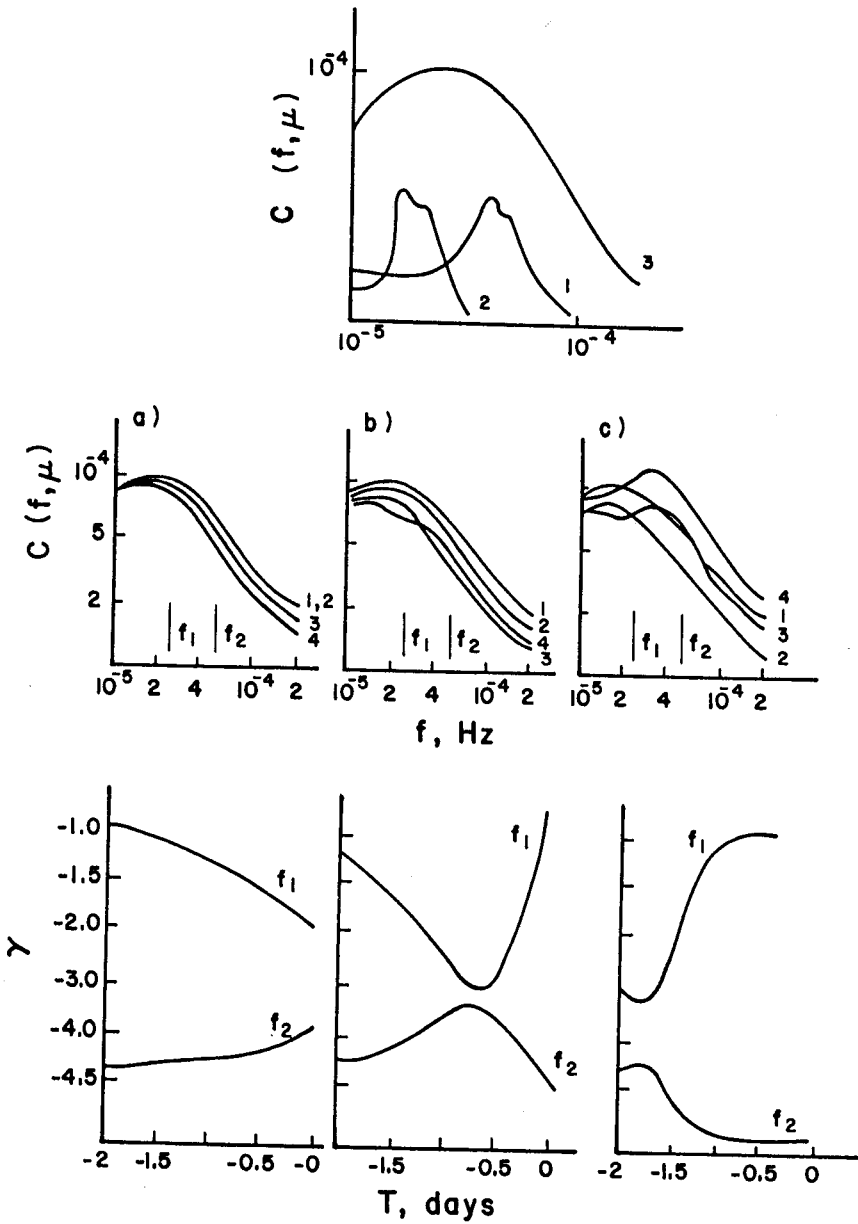 10⁻⁴
C (f, μ)
3
1
2
10⁻⁵ 10⁻⁴
a) b) c)
C (f, μ)
10⁻⁴
5
2
1,2
3
4
f₁ f₂
1
2
4
3
f₁ f₂
4
1
3
2
f₁ f₂
10⁻⁵ 2 4 10⁻⁴ 2
10⁻⁵ 2 4 10⁻⁴ 2
10⁻⁵ 2 4 10⁻⁴ 2
f, Hz
γ
-1.0
-1.5
-2.0
-3.0
-4.0
-4.5
f₁
f₂
f₁
f₂
f₁
f₂
-2 -1.5 -0.5 -0
-1.5 -0.5 0
-2 -1.5 -0.5 0
T, days